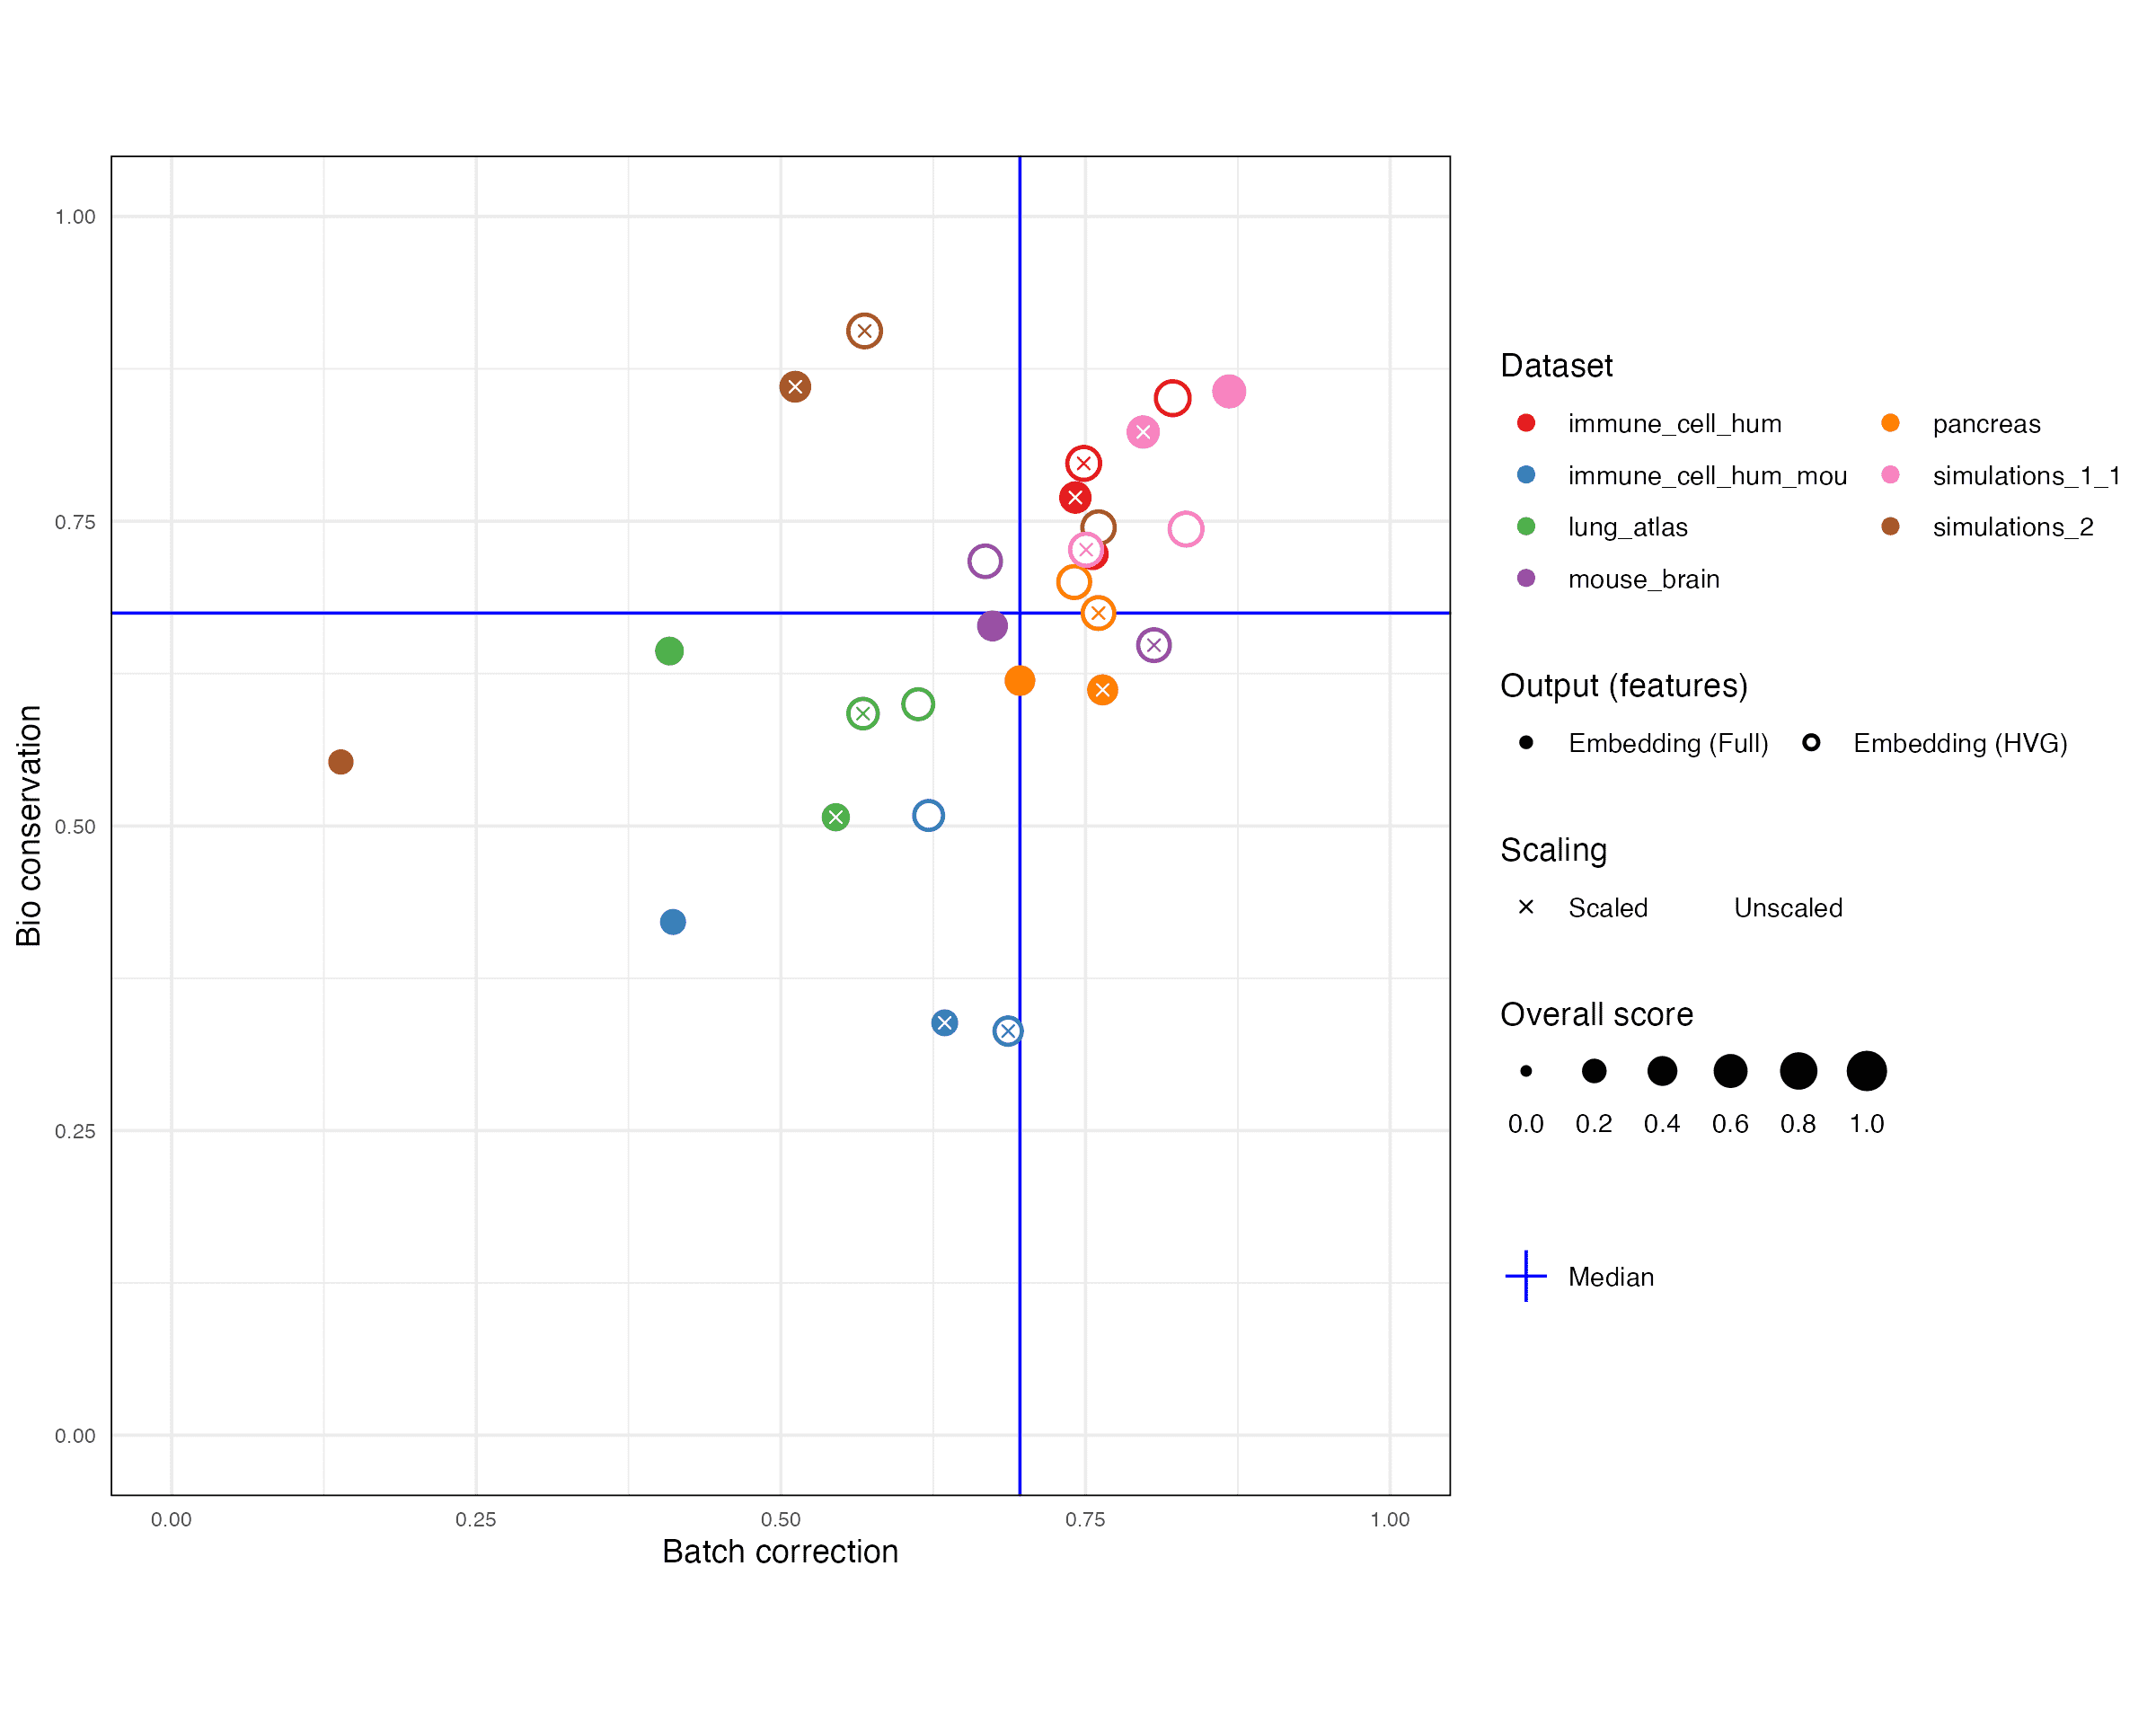 1.00
0.75
0.50
0.25
0.00
Bio conservation
0.00 0.25 0.50 0.75 1.00
Batch correction
Dataset
immune_cell_hum pancreas
immune_cell_hum_mou simulations_1_1
lung_atlas simulations_2
mouse_brain
Output (features)
Embedding (Full) Embedding (HVG)
Scaling
Scaled Unscaled
Overall score
0.0 0.2 0.4 0.6 0.8 1.0
Median